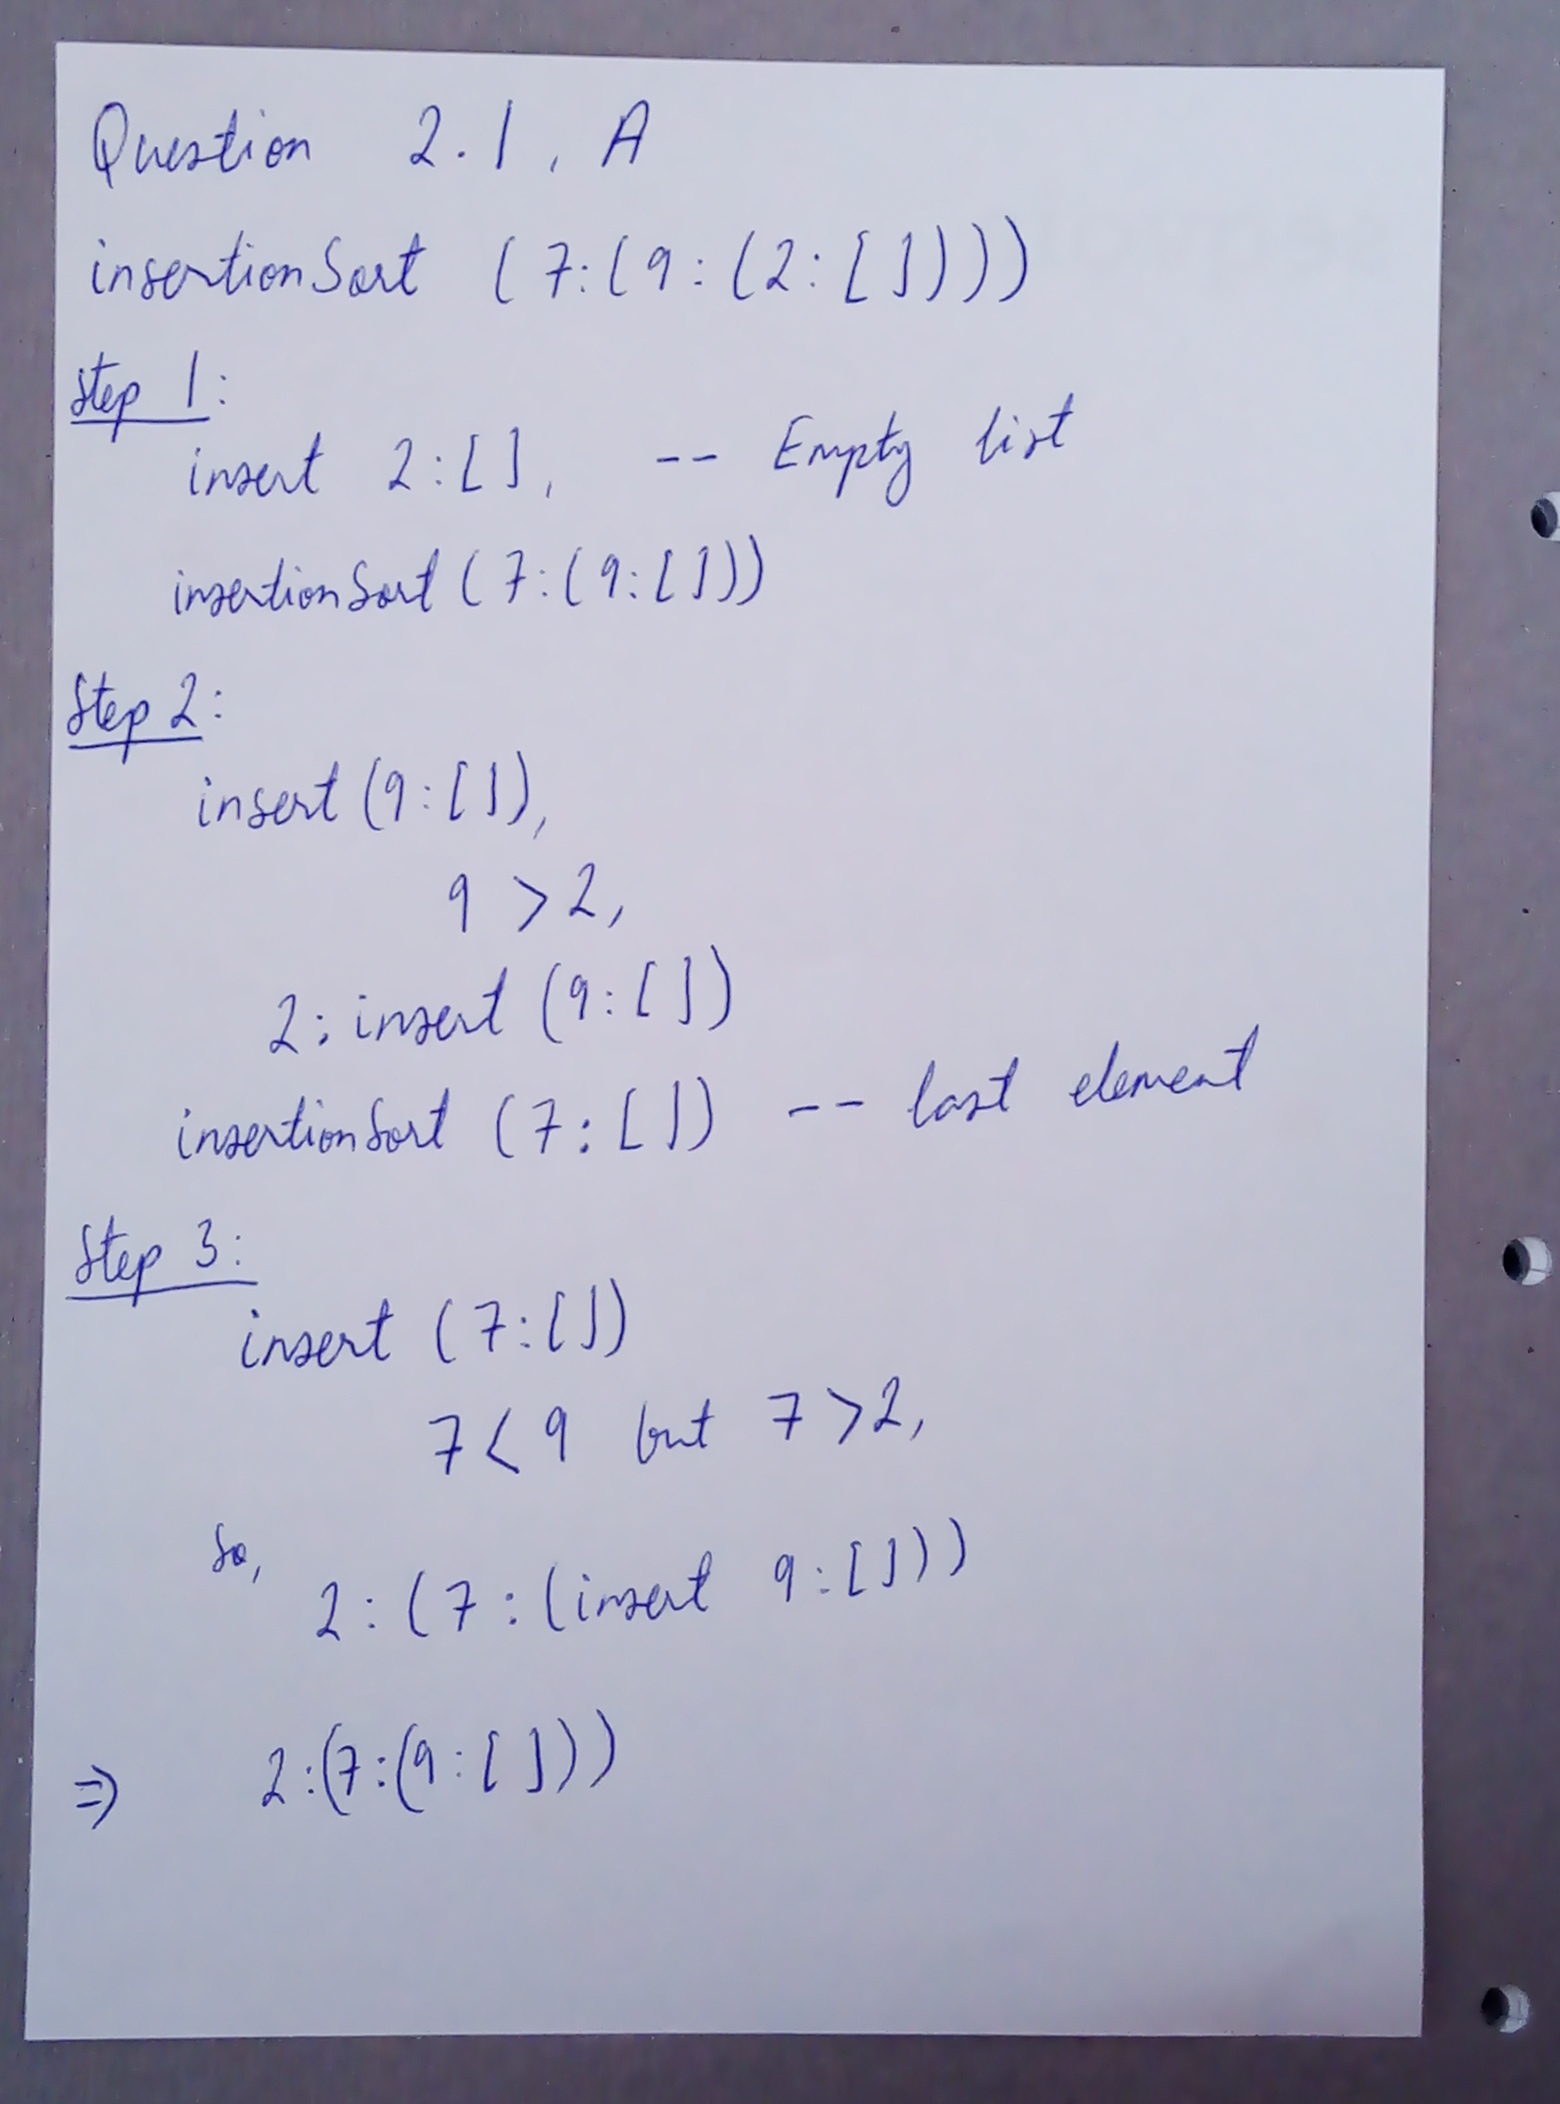 Question 2.1, A
insertionSort (7:(9:(2:[])))
Step 1:
insert 2:[], -- Empty list
insertionSort (7:(9:[]))
Step 2:
insert (9:[]),
9 > 2,
2: insert (9:[])
insertionSort (7:[]) -- last element
Step 3:
insert (7:[])
7 < 9 but 7 > 2,
So,
2:(7:(insert 9:[]))
⇒ 2:(7:(9:[]))